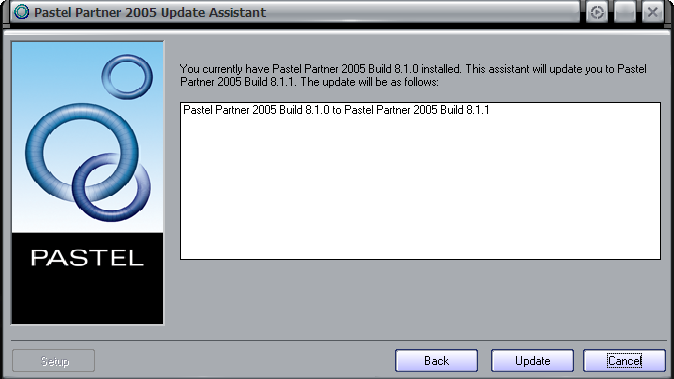 Pastel Partner 2005 Update Assistant
You currently have Pastel Partner 2005 Build 8.1.0 installed. This assistant will update you to Pastel
Partner 2005 Build 8.1.1. The update will be as follows:
Pastel Partner 2005 Build 8.1.0 to Pastel Partner 2005 Build 8.1.1
PASTEL
Setup
Back
Update
Cancel